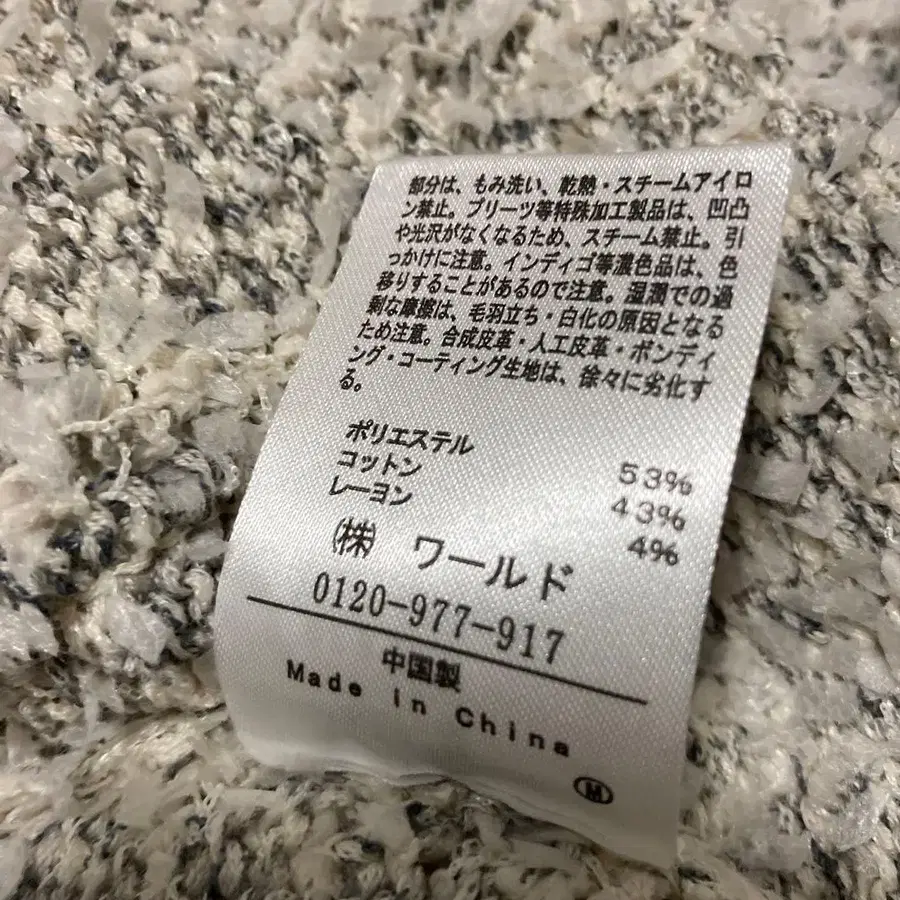 部分は、もみ洗い、乾熱・スチームアイロ
ン禁止。プリーツ等特殊加工製品は、凹凸
や光沢がなくなるため、スチーム禁止。引
っかけに注意。インディゴ等濃色品は、色
移りすることがあるので注意。湿潤での過
剰な摩擦は、毛羽立ち・白化の原因となる
ため注意。合成皮革・人工皮革・ボンディ
ング・コーティング生地は、徐々に劣化す
る。
ポリエステル 53%
コットン 43%
レーヨン 4%
㈱ ワールド
0120-977-917
中国製
Made in China
Ⓜ